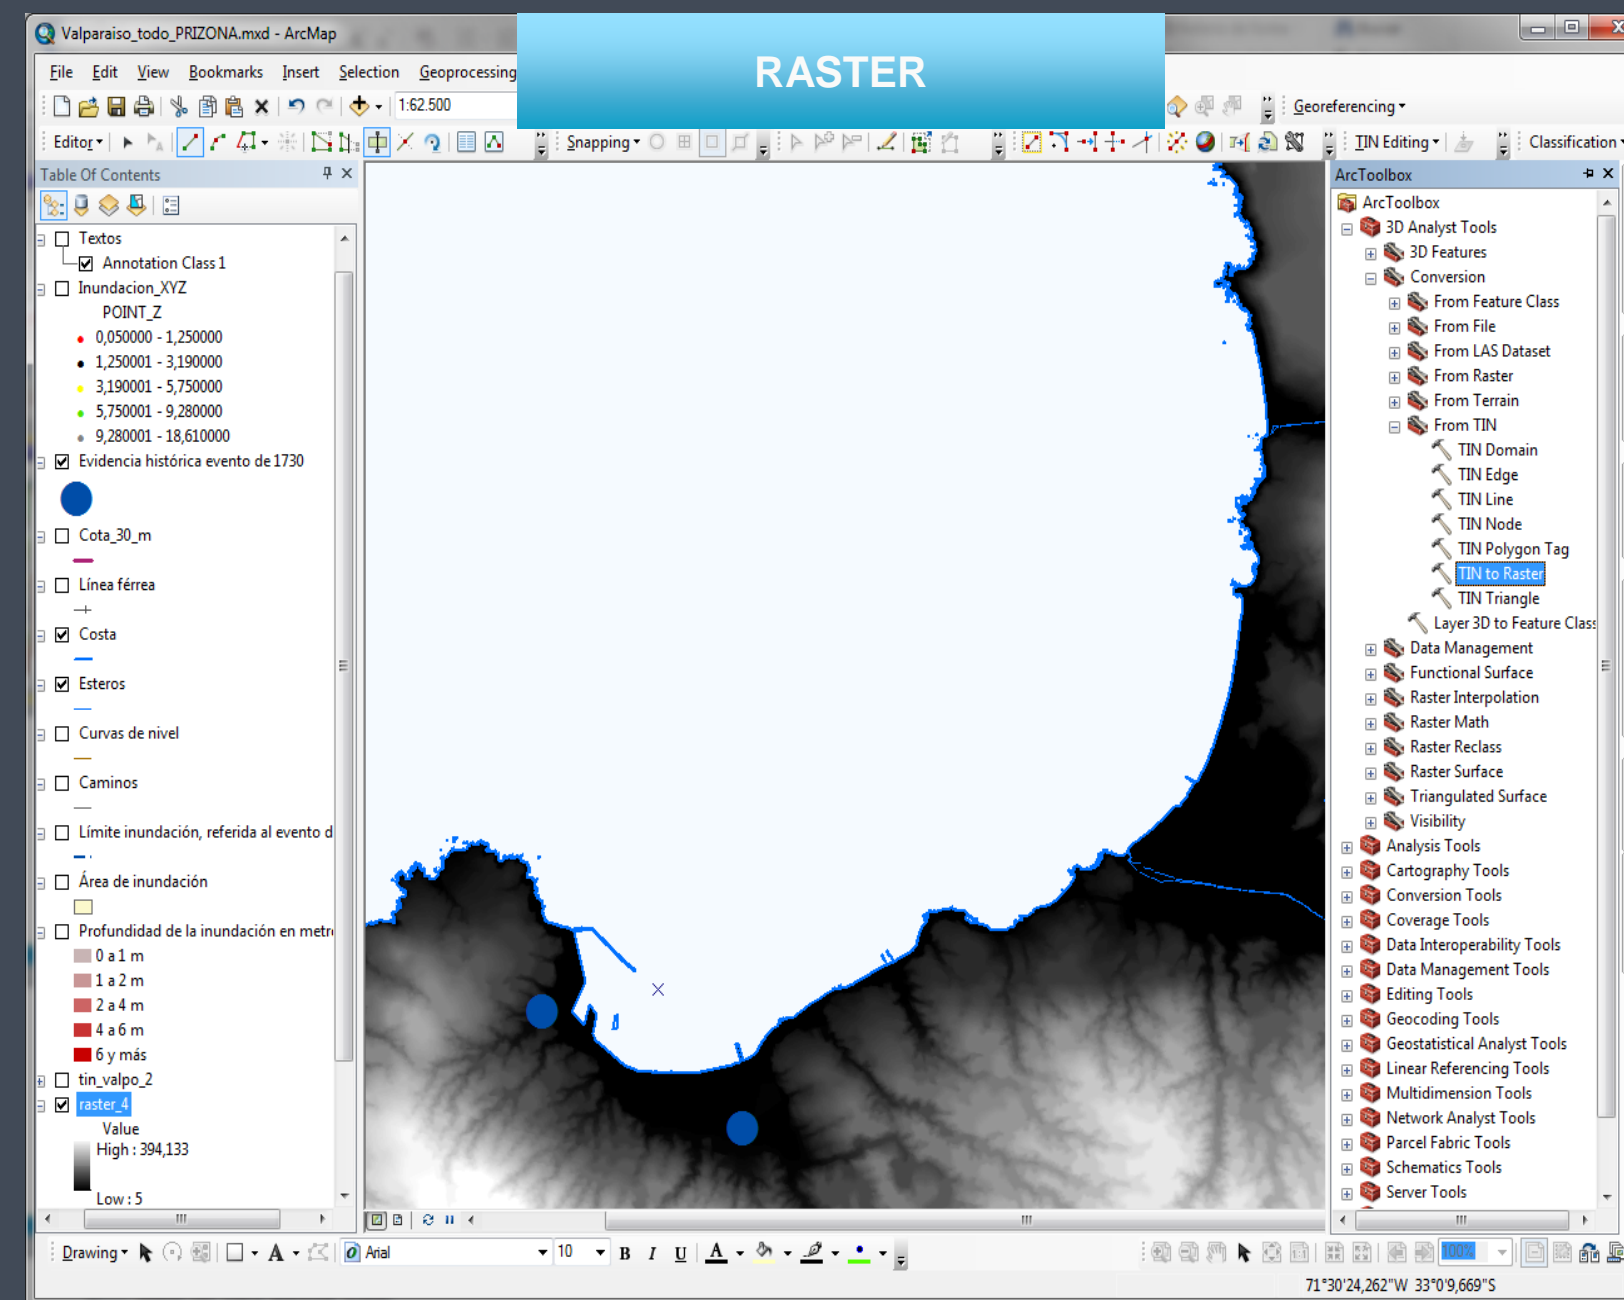 Valparaiso_todo_PRIZONA.mxd - ArcMap
RASTER
File Edit View Bookmarks Insert Selection Geoprocessing
1:62.500
Georeferencing
Editor
Snapping
TIN Editing
Classification
Table Of Contents
Textos
Annotation Class 1
Inundacion_XYZ
POINT_Z
0,050000 - 1,250000
1,250001 - 3,190000
3,190001 - 5,750000
5,750001 - 9,280000
9,280001 - 18,610000
Evidencia histórica evento de 1730
Cota_30_m
Línea férrea
Costa
Esteros
Curvas de nivel
Caminos
Límite inundación, referida al evento d
Área de inundación
Profundidad de la inundación en metr
0 a 1 m
1 a 2 m
2 a 4 m
4 a 6 m
6 y más
tin_valpo_2
raster_4
Value
High : 394,133
Low : 5
ArcToolbox
ArcToolbox
3D Analyst Tools
3D Features
Conversion
From Feature Class
From File
From LAS Dataset
From Raster
From Terrain
From TIN
TIN Domain
TIN Edge
TIN Line
TIN Node
TIN Polygon Tag
TIN to Raster
TIN Triangle
Layer 3D to Feature Class
Data Management
Functional Surface
Raster Interpolation
Raster Math
Raster Reclass
Raster Surface
Triangulated Surface
Visibility
Analysis Tools
Cartography Tools
Conversion Tools
Coverage Tools
Data Interoperability Tools
Data Management Tools
Editing Tools
Geocoding Tools
Geostatistical Analyst Tools
Linear Referencing Tools
Multidimension Tools
Network Analyst Tools
Parcel Fabric Tools
Schematics Tools
Server Tools
Drawing
A
Arial
10
B I U A
100%
71°30'24,262"W 33°0'9,669"S